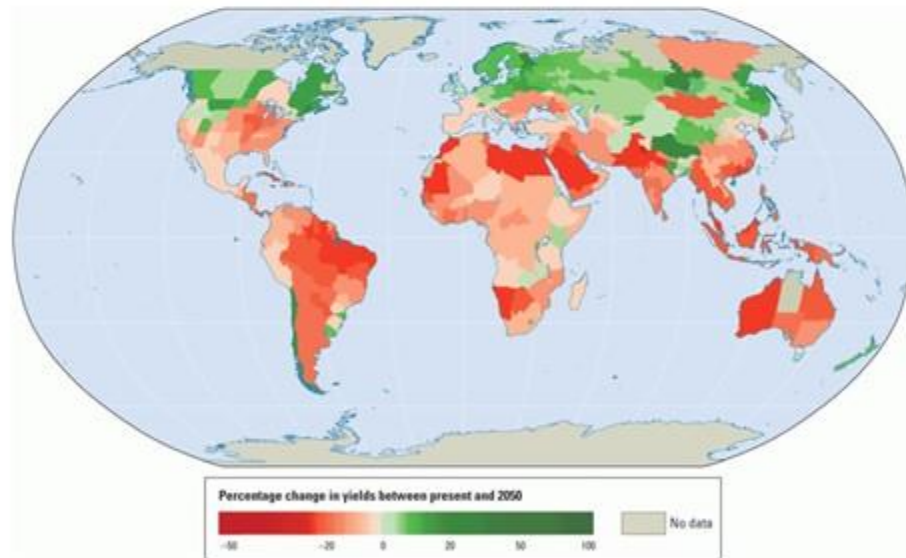 Percentage change in yields between present and 2050
No data
-50 -20 0 20 50 100